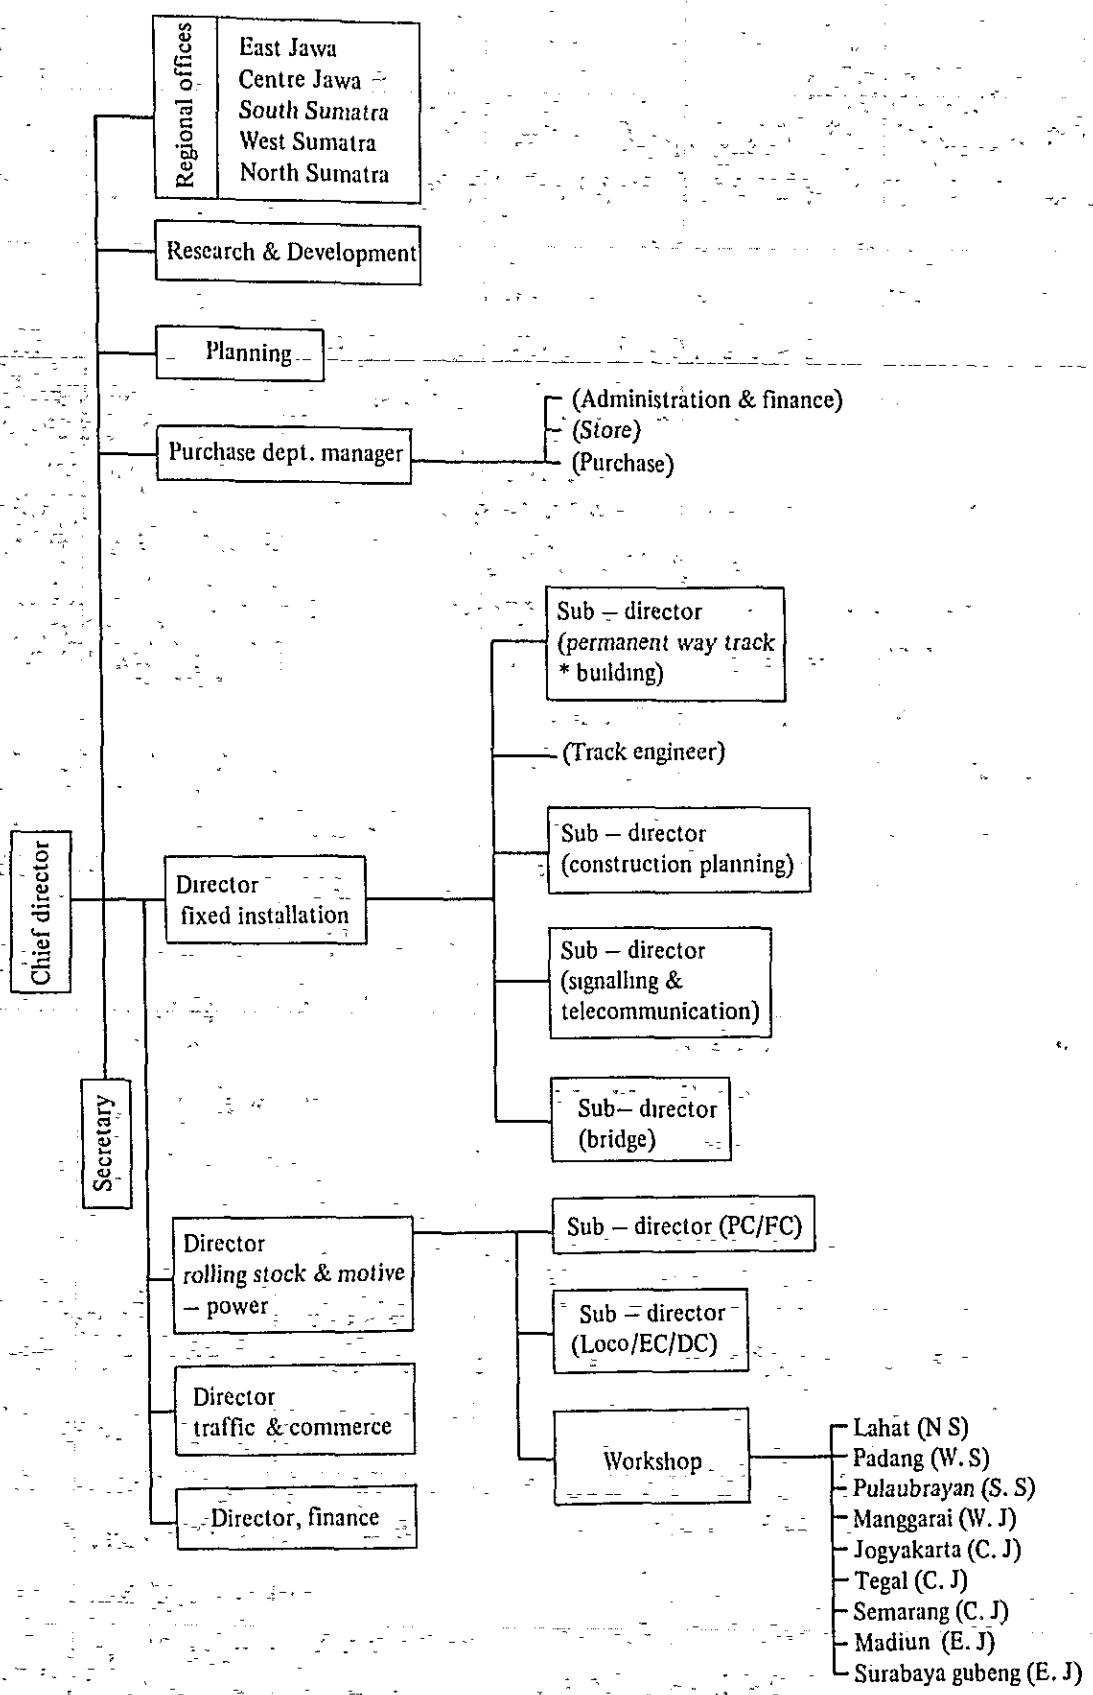 Regional offices
East Jawa
Centre Jawa
South Sumatra
West Sumatra
North Sumatra
Research & Development
Planning
Purchase dept. manager
(Administration & finance)
(Store)
(Purchase)
Sub – director
(permanent way track
* building)
(Track engineer)
Sub – director
(construction planning)
Chief director
Director
fixed installation
Sub – director
(signalling &
telecommunication)
Secretary
Sub – director
(bridge)
Director
rolling stock & motive
– power
Sub – director (PC/FC)
Sub – director
(Loco/EC/DC)
Director
traffic & commerce
Director, finance
Workshop
Lahat (N S)
Padang (W. S)
Pulaubrayan (S. S)
Manggarai (W. J)
Jogyakarta (C. J)
Tegal (C. J)
Semarang (C. J)
Madiun (E. J)
Surabaya gubeng (E. J)